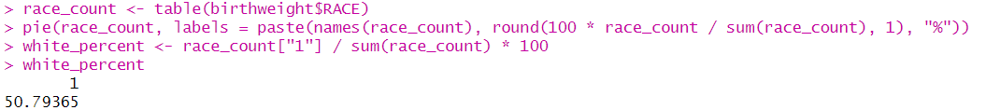 > race_count <- table(birthweight$RACE)
> pie(race_count, labels = paste(names(race_count), round(100 * race_count / sum(race_count), 1), "%"))
> white_percent <- race_count["1"] / sum(race_count) * 100
> white_percent
       1
50.79365